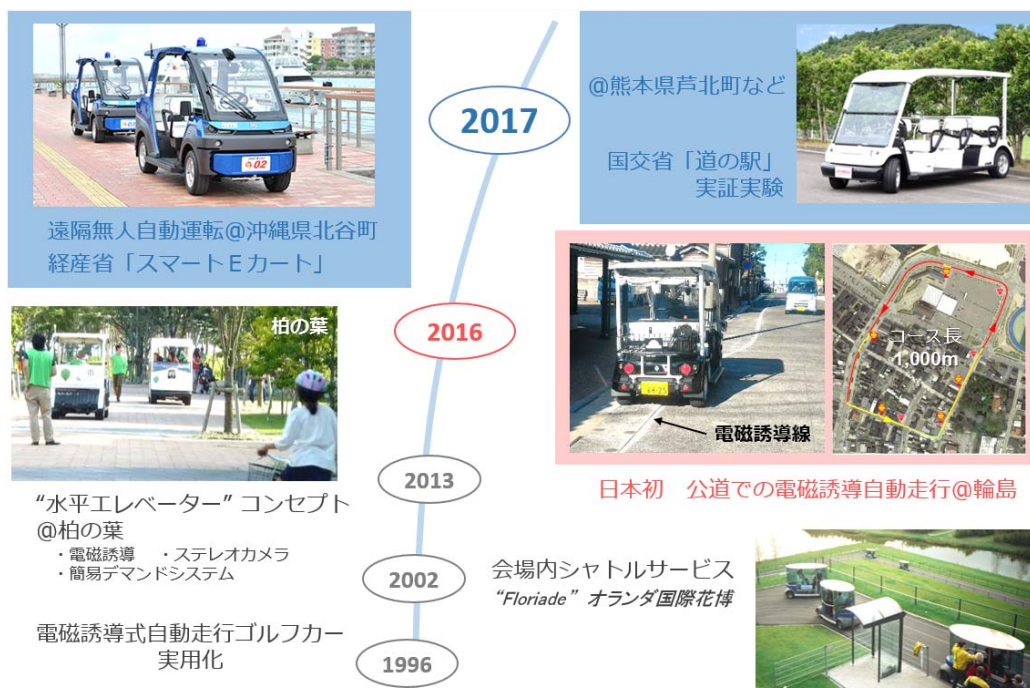 2017
@熊本県芦北町など
国交省「道の駅」
実証実験
02
遠隔無人自動運転@沖縄県北谷町
経産省「スマートEカート」
2016
柏の葉
コース長
1,000m
電磁誘導線
日本初 公道での電磁誘導自動走行@輪島
2013
“水平エレベーター” コンセプト
@柏の葉
・電磁誘導 ・ステレオカメラ
・簡易デマンドシステム
2002
会場内シャトルサービス
“Floriade” オランダ国際花博
電磁誘導式自動走行ゴルフカー
実用化
1996